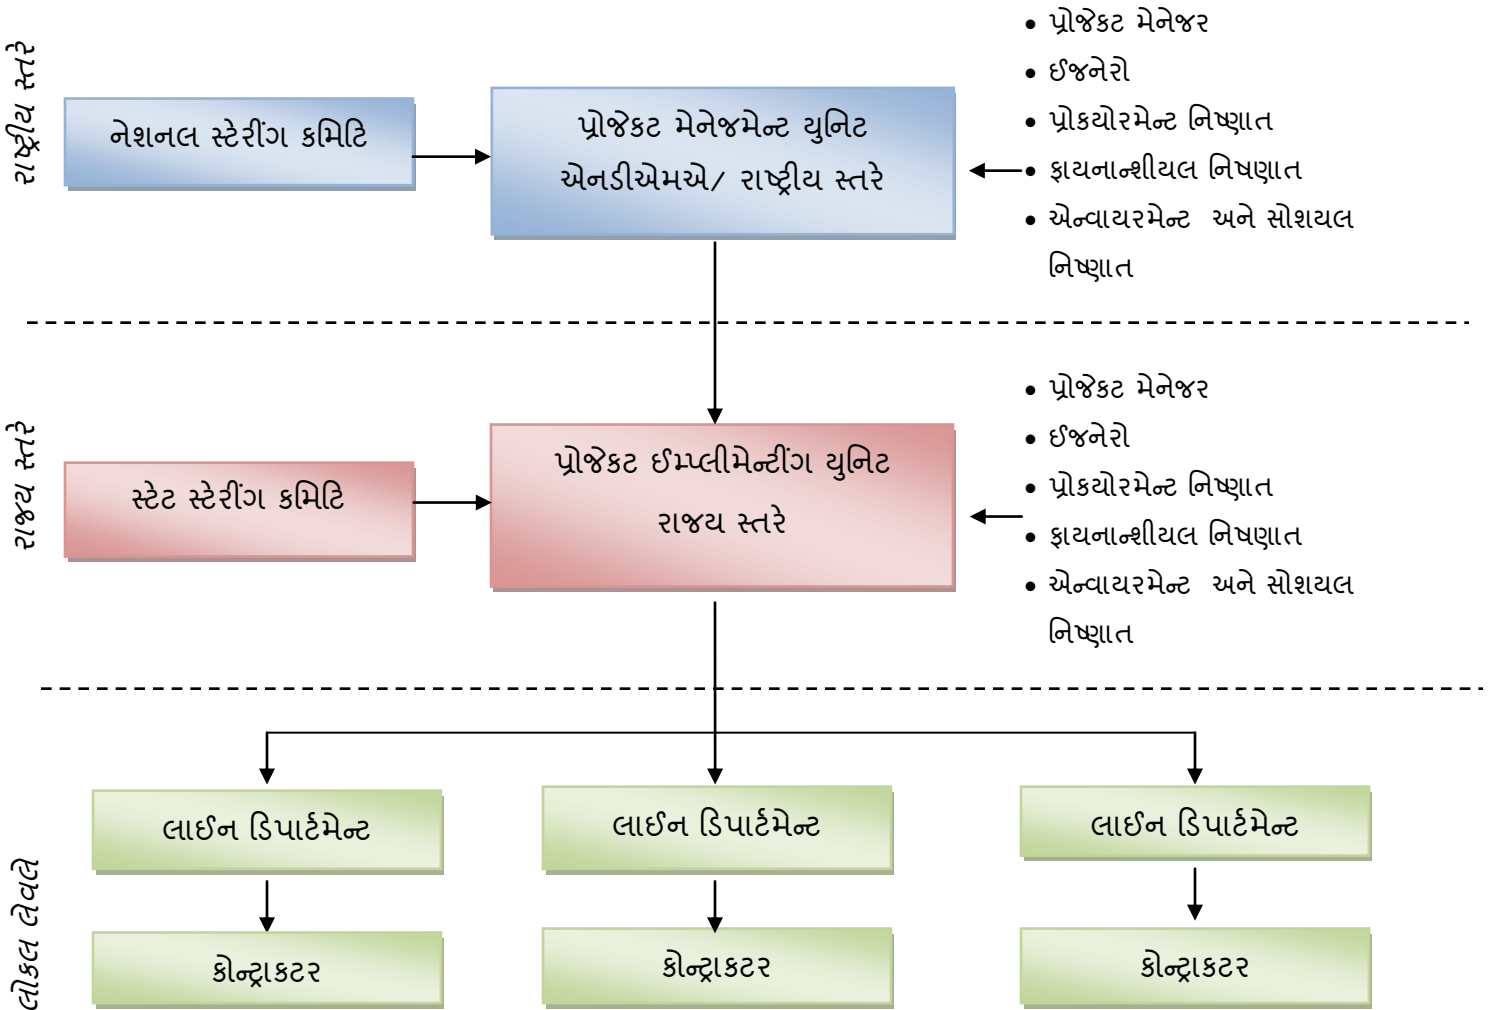 રાષ્ટ્રીય સ્તરે
નેશનલ સ્ટેરીંગ કમિટિ
પ્રોજેકટ મેનેજમેન્ટ યુનિટ
એનડીએમએ/ રાષ્ટ્રીય સ્તરે
• પ્રોજેકટ મેનેજર
• ઈજનેરો
• પ્રોકયોરમેન્ટ નિષ્ણાત
• ફાયનાન્શીયલ નિષણાત
• એન્વાયરમેન્ટ અને સોશયલ
નિષ્ણાત
રાજય સ્તરે
સ્ટેટ સ્ટેરીંગ કમિટિ
પ્રોજેકટ ઈમ્પ્લીમેન્ટીંગ યુનિટ
રાજય સ્તરે
• પ્રોજેકટ મેનેજર
• ઈજનેરો
• પ્રોકયોરમેન્ટ નિષ્ણાત
• ફાયનાન્શીયલ નિષણાત
• એન્વાયરમેન્ટ અને સોશયલ
નિષ્ણાત
લોકલ લેવલે
લાઈન ડિપાર્ટમેન્ટ
લાઈન ડિપાર્ટમેન્ટ
લાઈન ડિપાર્ટમેન્ટ
કોન્ટ્રાકટર
કોન્ટ્રાકટર
કોન્ટ્રાકટર